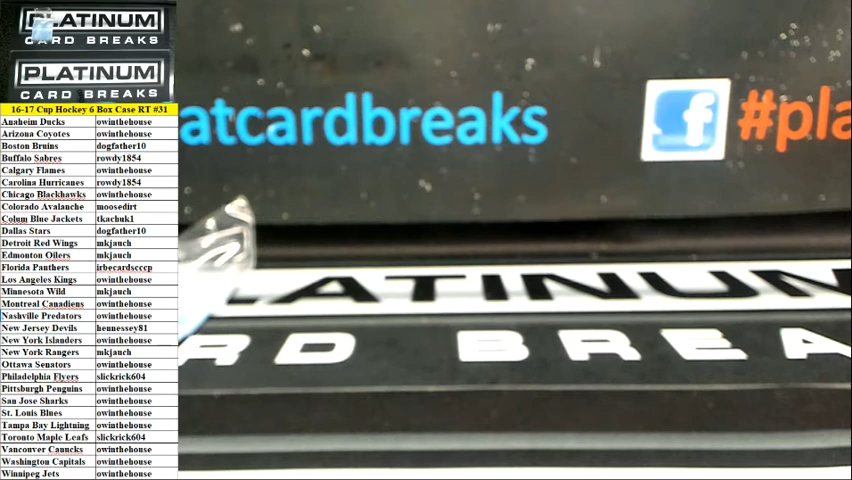 PLATINUM
CARD BREAKS
PLATINUM
CARD BREAKS
16-17 Cup Hockey 6 Box Case RT #31
Anaheim Ducks owinthehouse
Arizona Coyotes owinthehouse
Boston Bruins dogfather10
Buffalo Sabres rowdy1854
Calgary Flames owinthehouse
Carolina Hurricanes rowdy1854
Chicago Blackhawks owinthehouse
Colorado Avalanche moosedirt
Colum Blue Jackets tkachuk1
Dallas Stars dogfather10
Detroit Red Wings mkjauch
Edmonton Oilers mkjauch
Florida Panthers irbecardscccp
Los Angeles Kings owinthehouse
Minnesota Wild mkjauch
Montreal Canadiens owinthehouse
Nashville Predators owinthehouse
New Jersey Devils hennessey81
New York Islanders owinthehouse
New York Rangers mkjauch
Ottawa Senators owinthehouse
Philadelphia Flyers slickrick604
Pittsburgh Penguins owinthehouse
San Jose Sharks owinthehouse
St. Louis Blues owinthehouse
Tampa Bay Lightning owinthehouse
Toronto Maple Leafs slickrick604
Vancouver Canucks owinthehouse
Washington Capitals owinthehouse
Winnipeg Jets owinthehouse
atcardbreaks f #pla
LATINUM
RD BREA